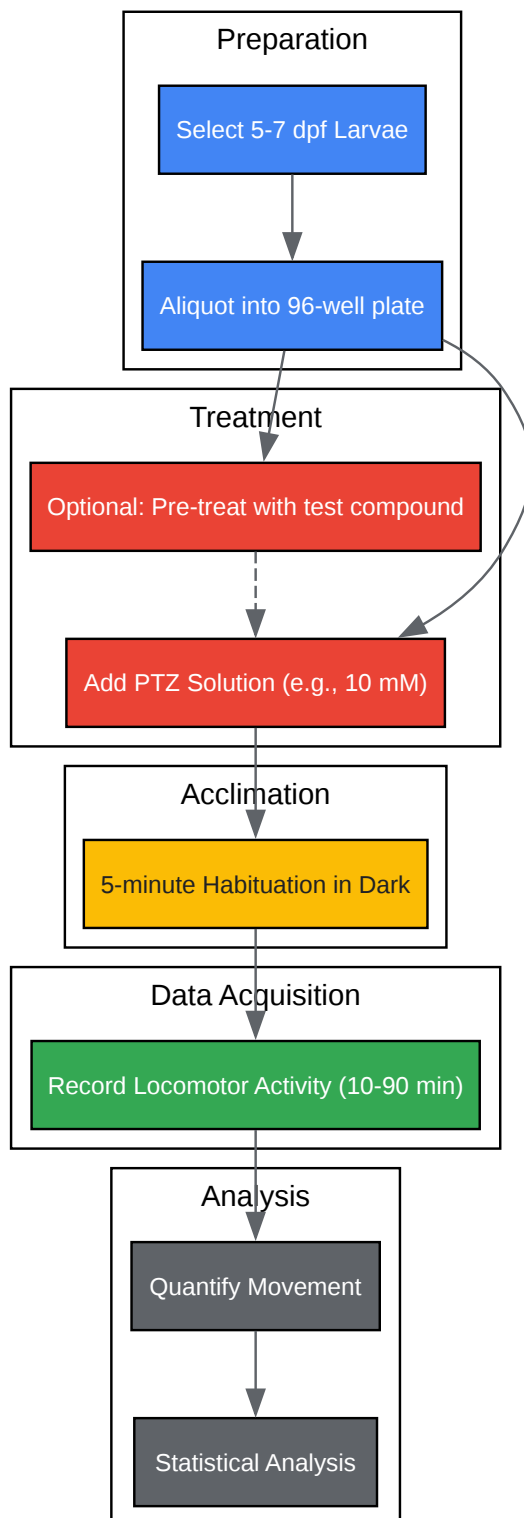 Preparation
Select 5-7 dpf Larvae
Aliquot into 96-well plate
Treatment
Optional: Pre-treat with test compound
Add PTZ Solution (e.g., 10 mM)
Acclimation
5-minute Habituation in Dark
Data Acquisition
Record Locomotor Activity (10-90 min)
Analysis
Quantify Movement
Statistical Analysis